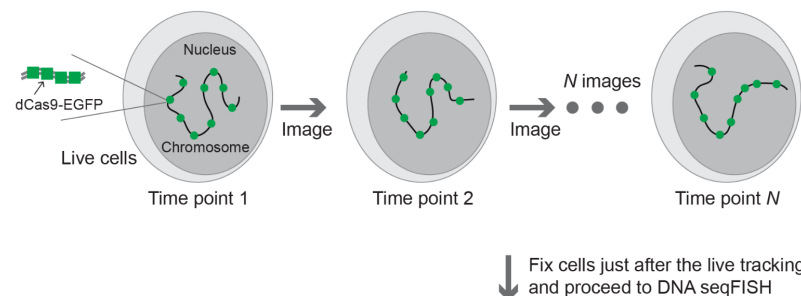 Nucleus
dCas9-EGFP
Chromosome
Live cells
Image
Image
N images
Time point 1
Time point 2
Time point N
Fix cells just after the live tracking
and proceed to DNA seqFISH